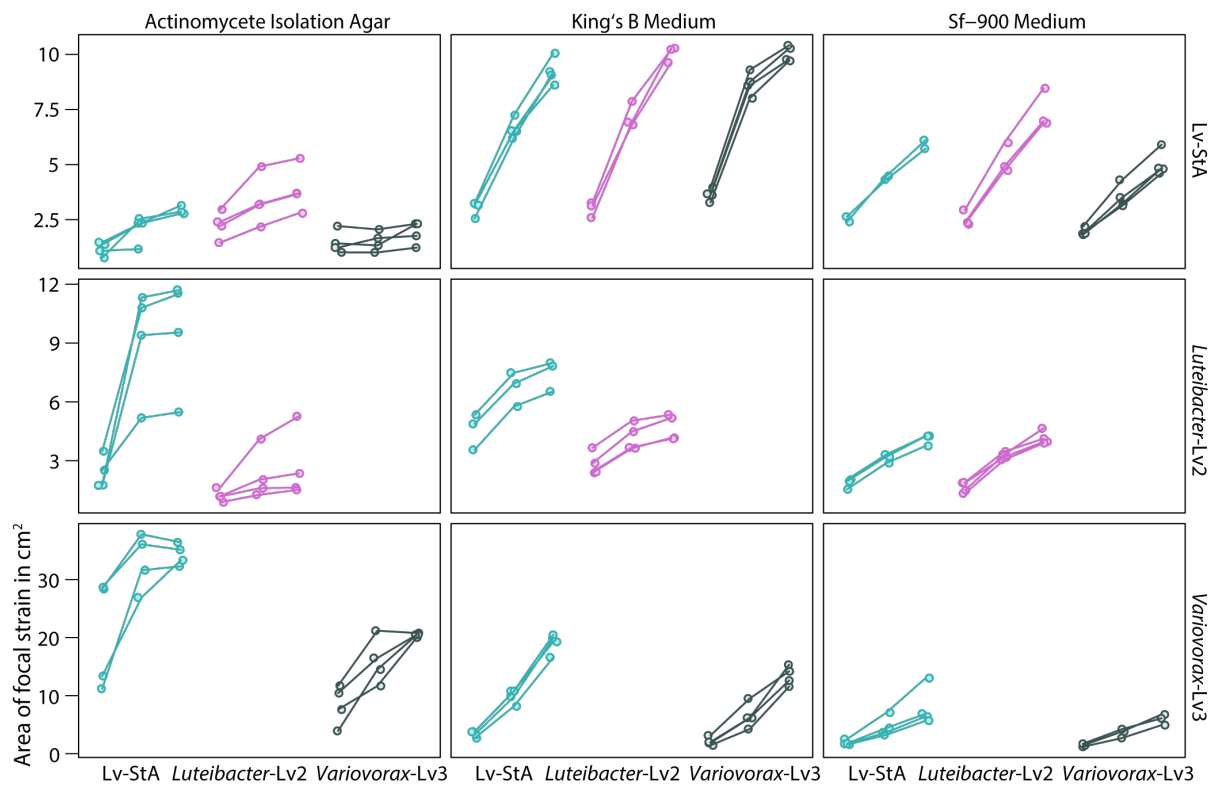 Actinomycete Isolation Agar
King's B Medium
Sf−900 Medium
10
7.5
5
2.5
Lv-StA
12
9
6
3
Luteibacter-Lv2
30
20
10
0
Variovorax-Lv3
Area of focal strain in cm²
Lv-StA Luteibacter-Lv2 Variovorax-Lv3
Lv-StA Luteibacter-Lv2 Variovorax-Lv3
Lv-StA Luteibacter-Lv2 Variovorax-Lv3